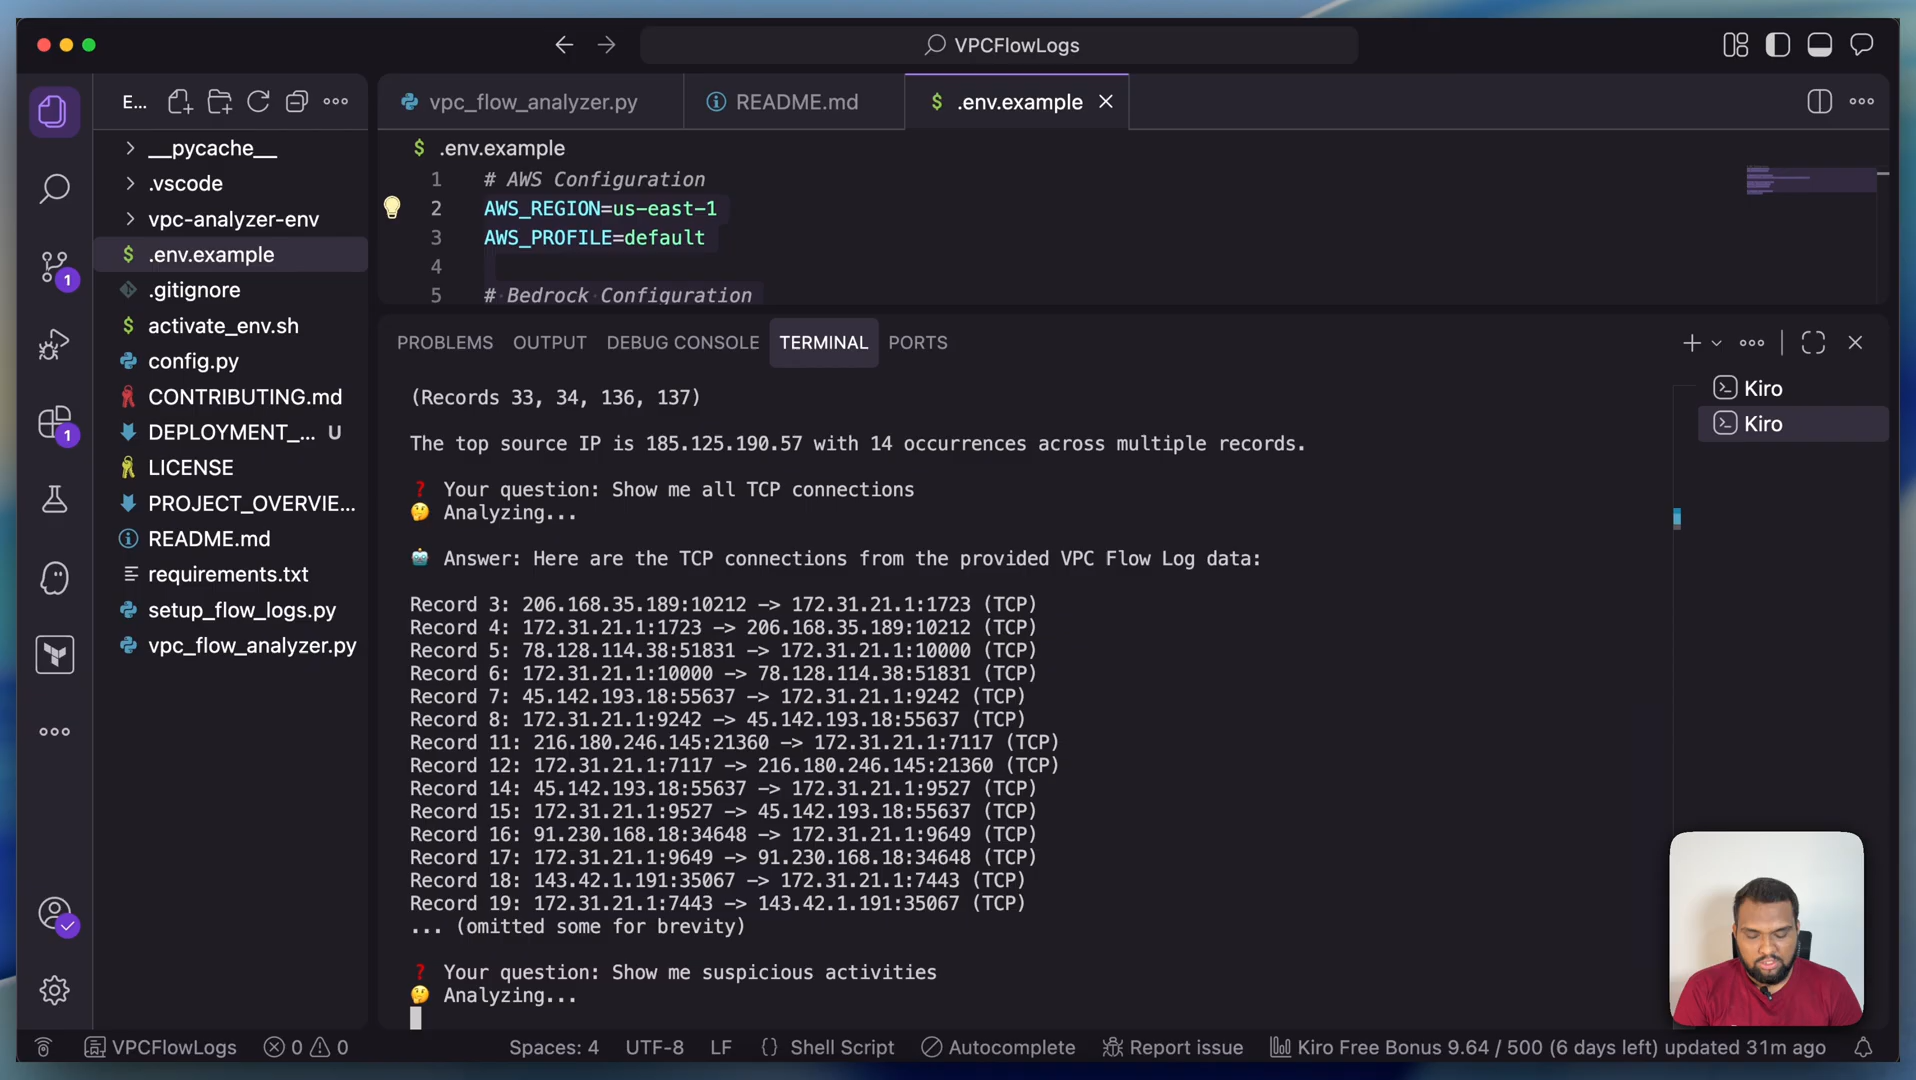 VPCFlowLogs
E...
__pycache__
.vscode
vpc-analyzer-env
$ .env.example
.gitignore
$ activate_env.sh
config.py
CONTRIBUTING.md
DEPLOYMENT_... U
LICENSE
PROJECT_OVERVIE...
README.md
requirements.txt
setup_flow_logs.py
vpc_flow_analyzer.py
1
1
vpc_flow_analyzer.py
README.md
$ .env.example
$ .env.example
1 # AWS Configuration
2 AWS_REGION=us-east-1
3 AWS_PROFILE=default
4
5 # Bedrock Configuration
PROBLEMS OUTPUT DEBUG CONSOLE TERMINAL PORTS
Kiro
Kiro
(Records 33, 34, 136, 137)
The top source IP is 185.125.190.57 with 14 occurrences across multiple records.
❓ Your question: Show me all TCP connections
🤔 Analyzing...
🤖 Answer: Here are the TCP connections from the provided VPC Flow Log data:
Record 3: 206.168.35.189:10212 -> 172.31.21.1:1723 (TCP)
Record 4: 172.31.21.1:1723 -> 206.168.35.189:10212 (TCP)
Record 5: 78.128.114.38:51831 -> 172.31.21.1:10000 (TCP)
Record 6: 172.31.21.1:10000 -> 78.128.114.38:51831 (TCP)
Record 7: 45.142.193.18:55637 -> 172.31.21.1:9242 (TCP)
Record 8: 172.31.21.1:9242 -> 45.142.193.18:55637 (TCP)
Record 11: 216.180.246.145:21360 -> 172.31.21.1:7117 (TCP)
Record 12: 172.31.21.1:7117 -> 216.180.246.145:21360 (TCP)
Record 14: 45.142.193.18:55637 -> 172.31.21.1:9527 (TCP)
Record 15: 172.31.21.1:9527 -> 45.142.193.18:55637 (TCP)
Record 16: 91.230.168.18:34648 -> 172.31.21.1:9649 (TCP)
Record 17: 172.31.21.1:9649 -> 91.230.168.18:34648 (TCP)
Record 18: 143.42.1.191:35067 -> 172.31.21.1:7443 (TCP)
Record 19: 172.31.21.1:7443 -> 143.42.1.191:35067 (TCP)
... (omitted some for brevity)
❓ Your question: Show me suspicious activities
🤔 Analyzing...
VPCFlowLogs 0 0 Spaces: 4 UTF-8 LF {} Shell Script Autocomplete Report issue Kiro Free Bonus 9.64 / 500 (6 days left) updated 31m ago